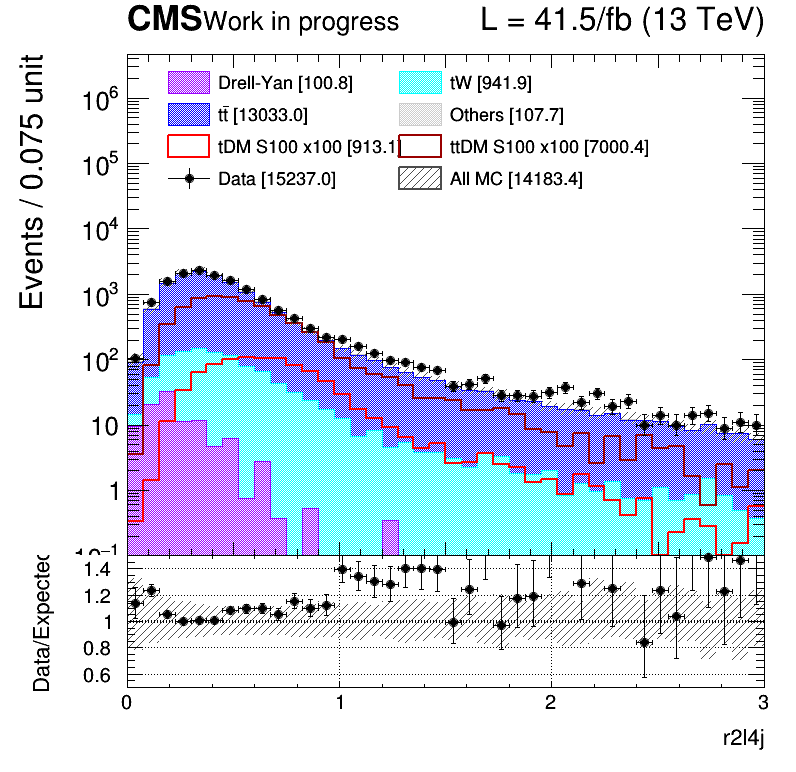 CMS Work in progress L = 41.5/fb (13 TeV)
Events / 0.075 unit
Drell-Yan [100.8] tW [941.9]
tt̄ [13033.0] Others [107.7]
tDM S100 x100 [913.1] ttDM S100 x100 [7000.4]
Data [15237.0] All MC [14183.4]
10⁶
10⁵
10⁴
10³
10²
10
1
10⁻¹
Data/Expected
1.4
1.2
1
0.8
0.6
0 1 2 3
r2l4j